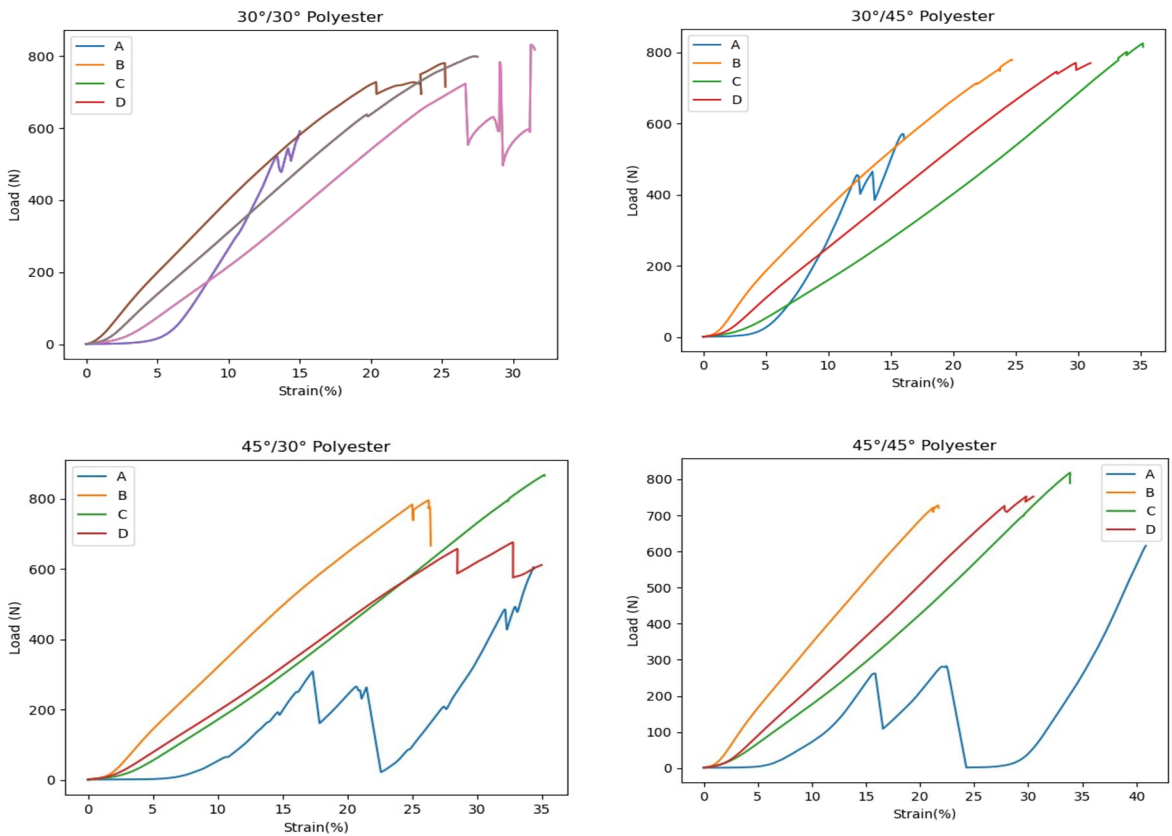 30°/30° Polyester
A
B
C
D
800
600
400
200
0
Load (N)
0 5 10 15 20 25 30
Strain(%)
30°/45° Polyester
A
B
C
D
800
600
400
200
0
Load (N)
0 5 10 15 20 25 30 35
Strain(%)
45°/30° Polyester
A
B
C
D
800
600
400
200
0
Load (N)
0 5 10 15 20 25 30 35
Strain(%)
45°/45° Polyester
A
B
C
D
800
700
600
500
400
300
200
100
0
Load (N)
0 5 10 15 20 25 30 35 40
Strain(%)